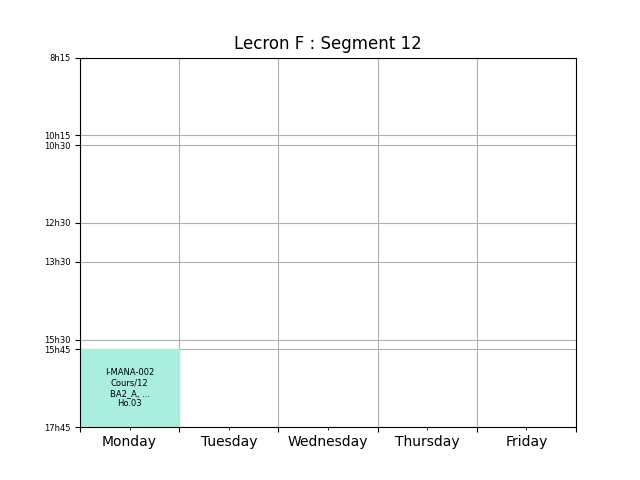 Lecron F : Segment 12
8h15
10h15
10h30
12h30
13h30
15h30
15h45
I-MANA-002
Cours/12
BA2_A, ...
Ho.03
17h45
Monday Tuesday Wednesday Thursday Friday